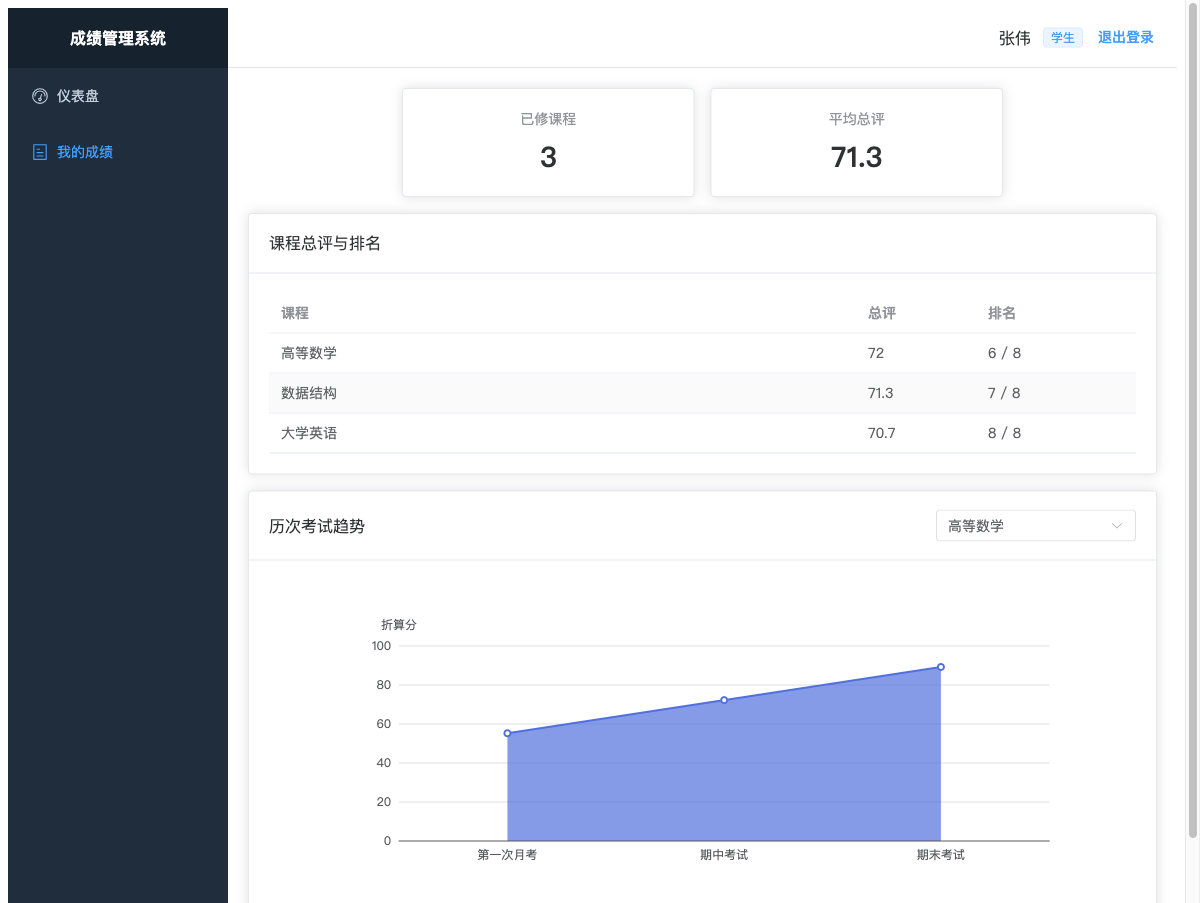 成绩管理系统
仪表盘
我的成绩
张伟 学生 退出登录
已修课程
3
平均总评
71.3
课程总评与排名
课程 总评 排名
高等数学 72 6 / 8
数据结构 71.3 7 / 8
大学英语 70.7 8 / 8
历次考试趋势
高等数学
折算分
100
80
60
40
20
0
第一次月考 期中考试 期末考试